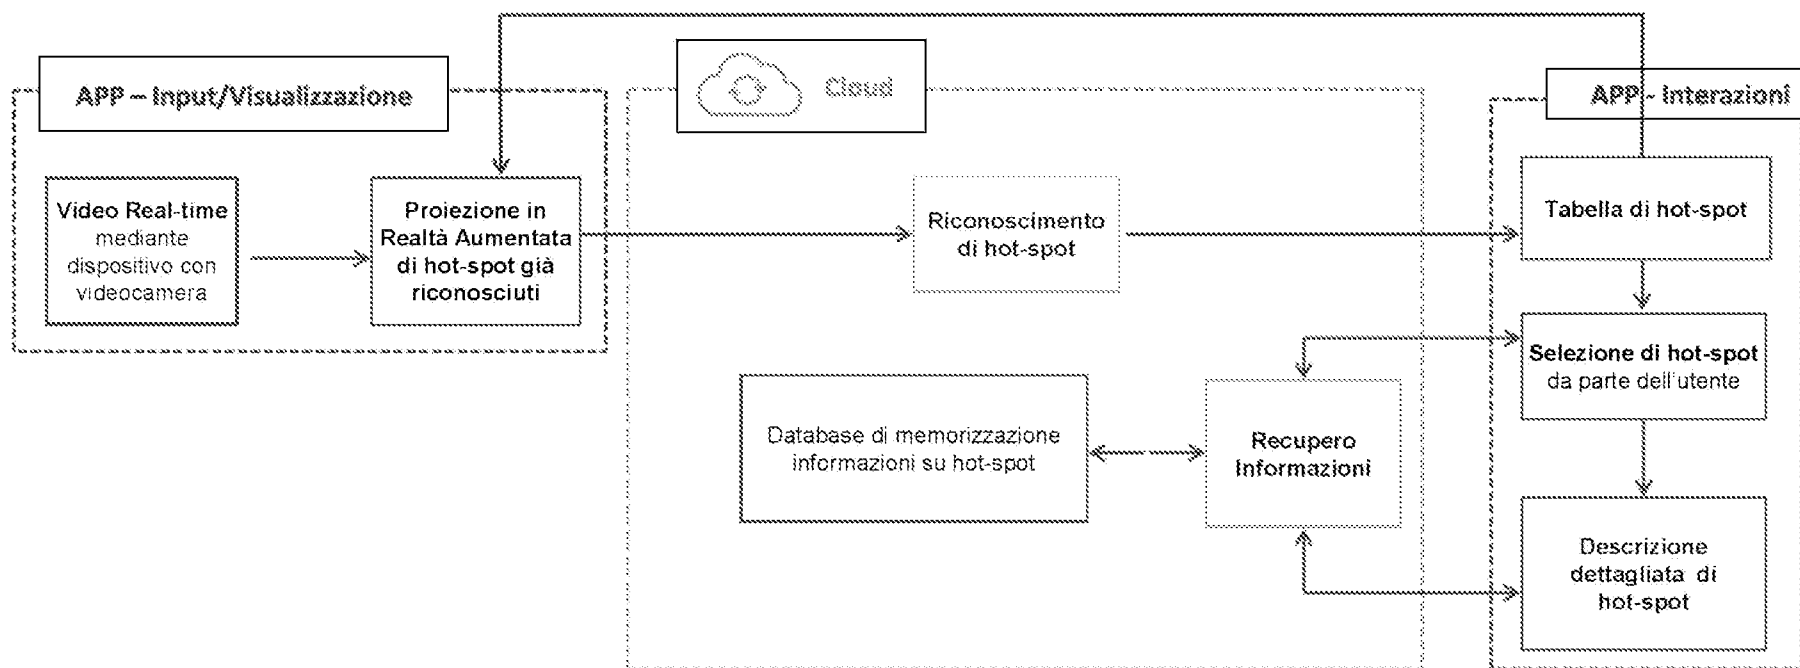 APP – Input/Visualizzazione
Cloud
APP - Interazioni
Video Real-time
mediante
dispositivo con
videocamera
Proiezione in
Realtà Aumentata
di hot-spot già
riconosciuti
Riconoscimento
di hot-spot
Tabella di hot-spot
Selezione di hot-spot
da parte dell'utente
Database di memorizzazione
informazioni su hot-spot
Recupero
Informazioni
Descrizione
dettagliata di
hot-spot